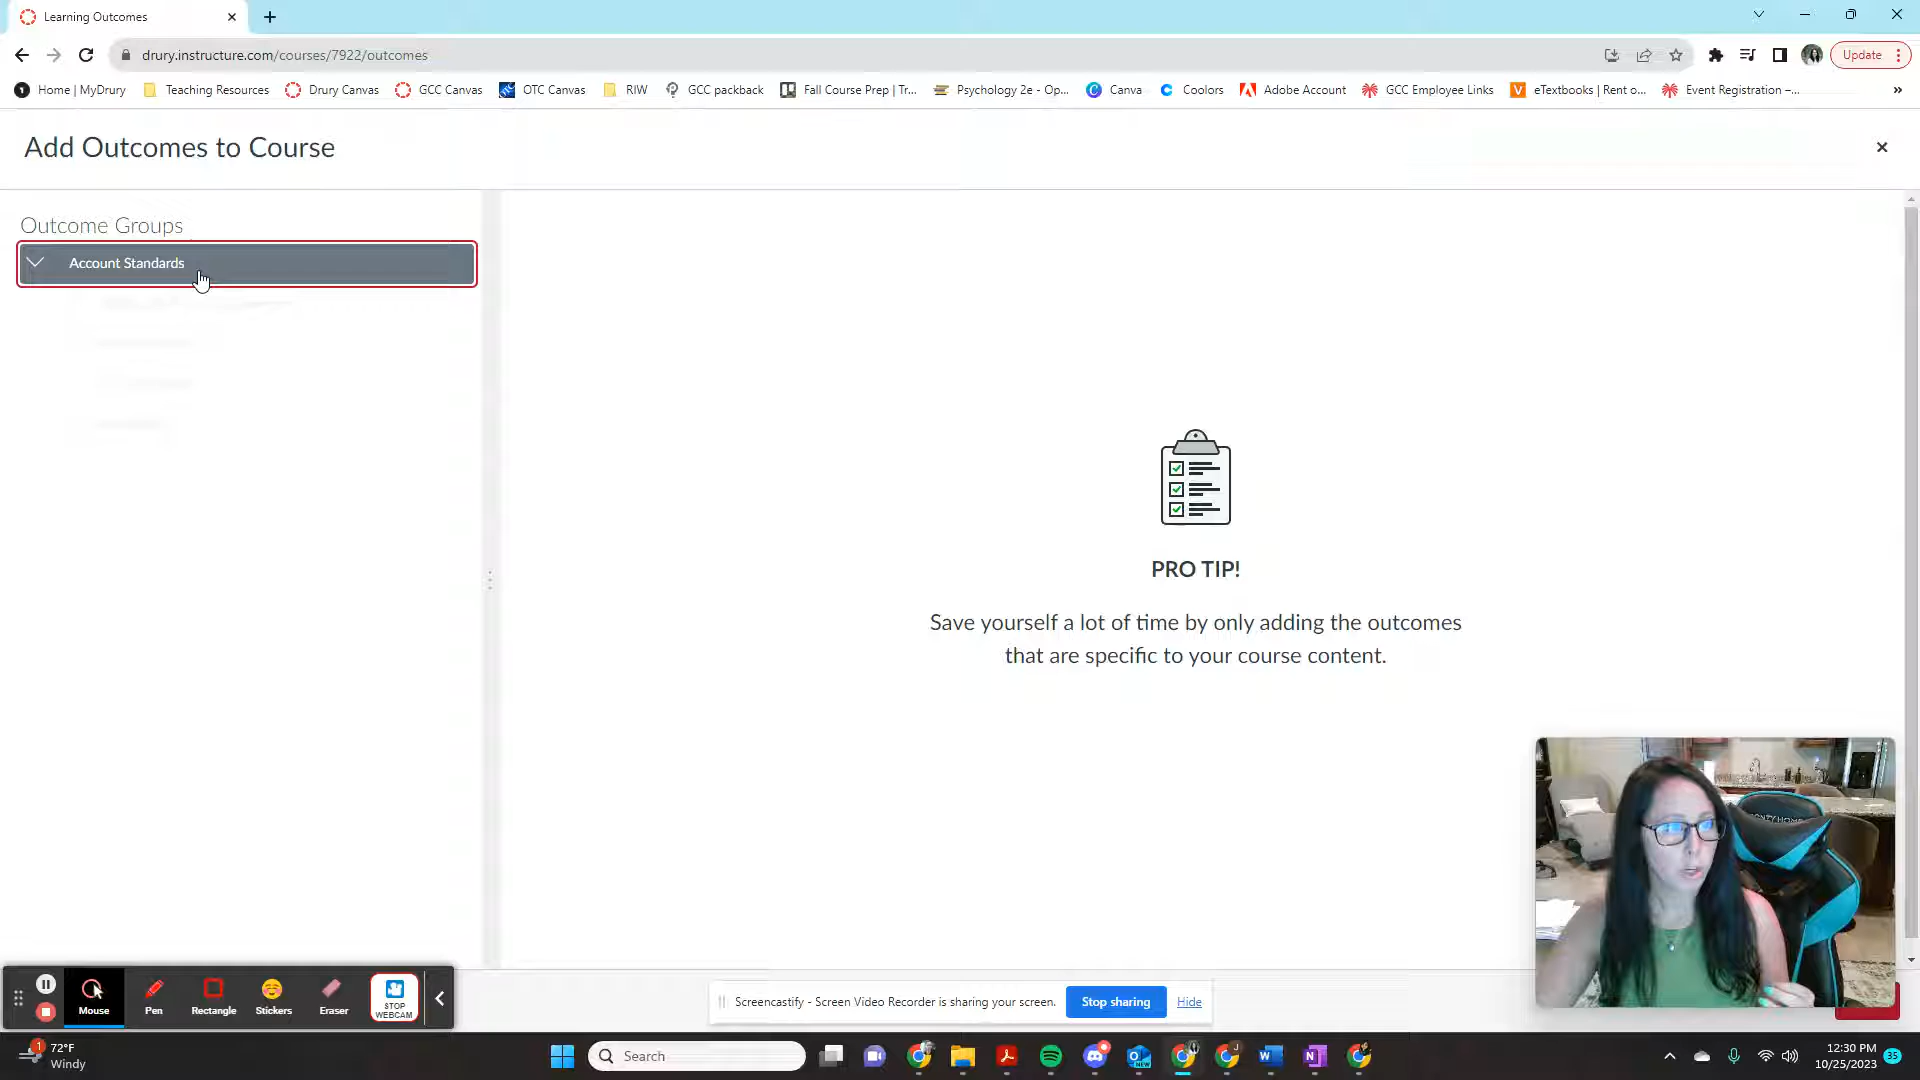 Learning Outcomes
drury.instructure.com/courses/7922/outcomes
Update
Home | MyDrury
Teaching Resources
Drury Canvas
GCC Canvas
OTC Canvas
RIW
GCC packback
Fall Course Prep | Tr...
Psychology 2e - Op...
Canva
Coolors
Adobe Account
GCC Employee Links
eTextbooks | Rent o...
Event Registration –...
Add Outcomes to Course
Outcome Groups
Account Standards
PRO TIP!
Save yourself a lot of time by only adding the outcomes
that are specific to your course content.
Mouse
Pen
Rectangle
Stickers
Eraser
STOP
WEBCAM
Screencastify - Screen Video Recorder is sharing your screen.
Stop sharing
Hide
1
72°F
Windy
Search
12:30 PM
10/25/2023
35